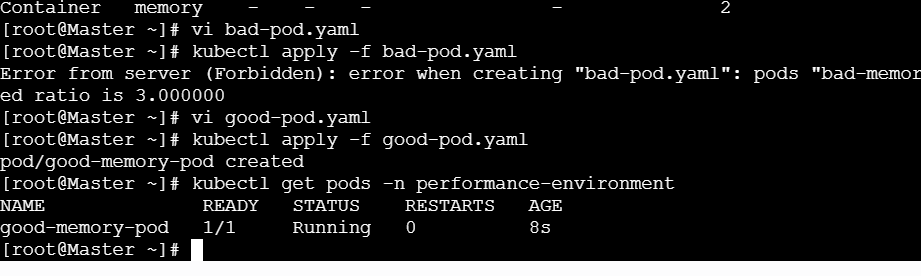 Container   memory    -    -    -                -              2
[root@Master ~]# vi bad-pod.yaml
[root@Master ~]# kubectl apply -f bad-pod.yaml
Error from server (Forbidden): error when creating "bad-pod.yaml": pods "bad-memor
ed ratio is 3.000000
[root@Master ~]# vi good-pod.yaml
[root@Master ~]# kubectl apply -f good-pod.yaml
pod/good-memory-pod created
[root@Master ~]# kubectl get pods -n performance-environment
NAME              READY   STATUS    RESTARTS   AGE
good-memory-pod   1/1     Running   0          8s
[root@Master ~]#